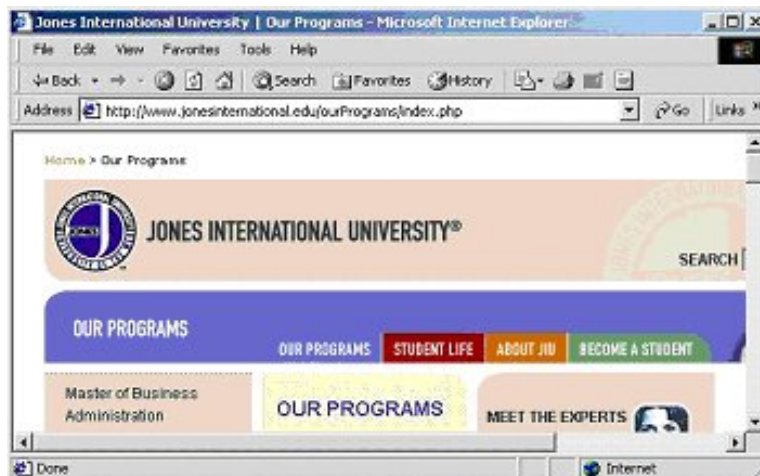 Jones International University | Our Programs - Microsoft Internet Explorer
File Edit View Favorites Tools Help
Back Search Favorites History
Address http://www.jonesinternational.edu/ourPrograms/index.php Go Links
Home > Our Programs
JONES INTERNATIONAL UNIVERSITY®
JONES
SEARCH
OUR PROGRAMS
OUR PROGRAMS STUDENT LIFE ABOUT JIU BECOME A STUDENT
Master of Business
Administration
OUR PROGRAMS
MEET THE EXPERTS
Done Internet